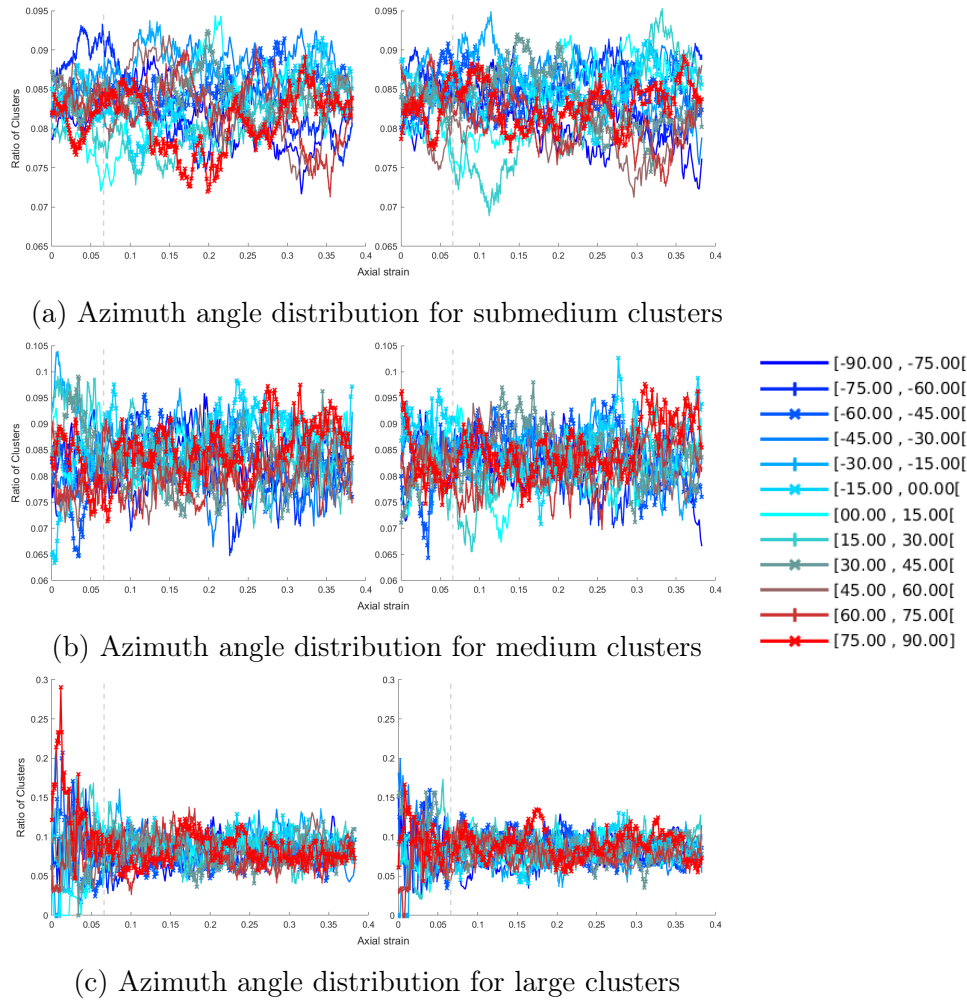 0.095
0.09
0.085
0.08
0.075
0.07
0.065
Ratio of Clusters
0 0.05 0.1 0.15 0.2 0.25 0.3 0.35 0.4
Axial strain
0.095
0.09
0.085
0.08
0.075
0.07
0.065
0 0.05 0.1 0.15 0.2 0.25 0.3 0.35 0.4
Axial strain
(a) Azimuth angle distribution for submedium clusters
0.105
0.1
0.095
0.09
0.085
0.08
0.075
0.07
0.065
0.06
Ratio of Clusters
0 0.05 0.1 0.15 0.2 0.25 0.3 0.35 0.4
Axial strain
0.105
0.1
0.095
0.09
0.085
0.08
0.075
0.07
0.065
0.06
0 0.05 0.1 0.15 0.2 0.25 0.3 0.35 0.4
Axial strain
(b) Azimuth angle distribution for medium clusters
[-90.00 , -75.00[
[-75.00 , -60.00[
[-60.00 , -45.00[
[-45.00 , -30.00[
[-30.00 , -15.00[
[-15.00 , 00.00[
[00.00 , 15.00[
[15.00 , 30.00[
[30.00 , 45.00[
[45.00 , 60.00[
[60.00 , 75.00[
[75.00 , 90.00]
0.3
0.25
0.2
0.15
0.1
0.05
0
Ratio of Clusters
0 0.05 0.1 0.15 0.2 0.25 0.3 0.35 0.4
Axial strain
0.3
0.25
0.2
0.15
0.1
0.05
0
0 0.05 0.1 0.15 0.2 0.25 0.3 0.35 0.4
Axial strain
(c) Azimuth angle distribution for large clusters